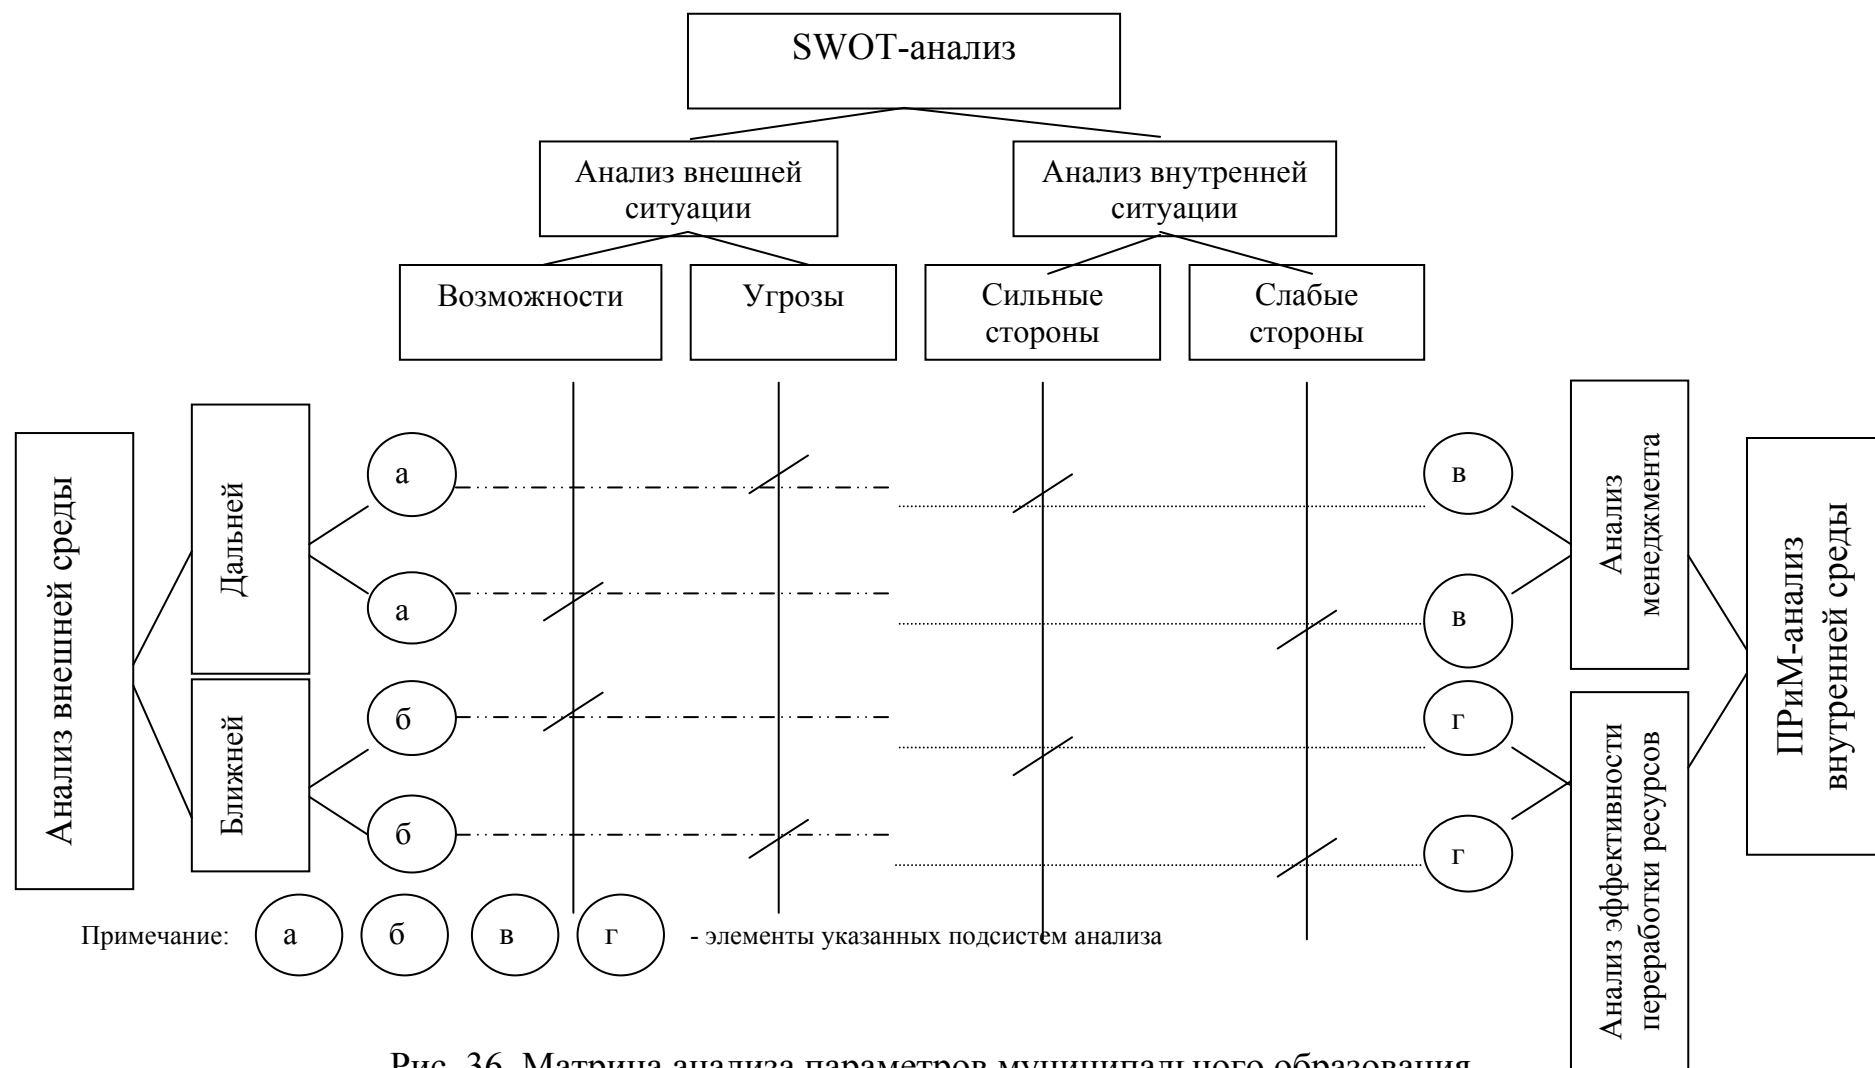 SWOT-анализ
Анализ внешней
ситуации
Анализ внутренней
ситуации
Возможности
Угрозы
Сильные
стороны
Слабые
стороны
Анализ внешней среды
Дальней
Ближней
а
а
б
б
в
в
г
г
Анализ
менеджмента
Анализ эффективности
переработки ресурсов
ПРиМ-анализ
внутренней среды
Примечание: а б в г - элементы указанных подсистем анализа
Рис. 36. Матрица анализа параметров муниципального образования